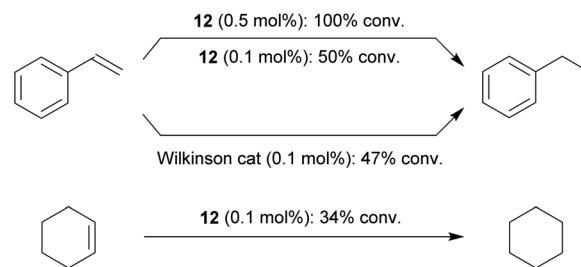 12 (0.5 mol%): 100% conv.
12 (0.1 mol%): 50% conv.
Wilkinson cat (0.1 mol%): 47% conv.
12 (0.1 mol%): 34% conv.